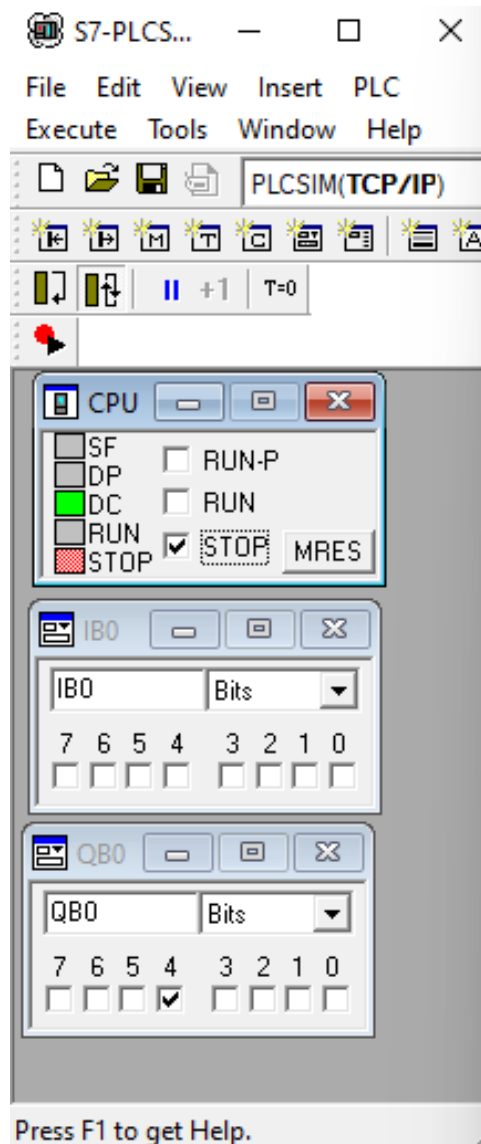 S7-PLCS...
File Edit View Insert PLC
Execute Tools Window Help
PLCSIM(TCP/IP)
M T C
+1 T=0
CPU
SF
DP
DC
RUN
STOP
RUN-P
RUN
STOP
MRES
IB0
IB0 Bits
7 6 5 4 3 2 1 0
QB0
QB0 Bits
7 6 5 4 3 2 1 0
Press F1 to get Help.